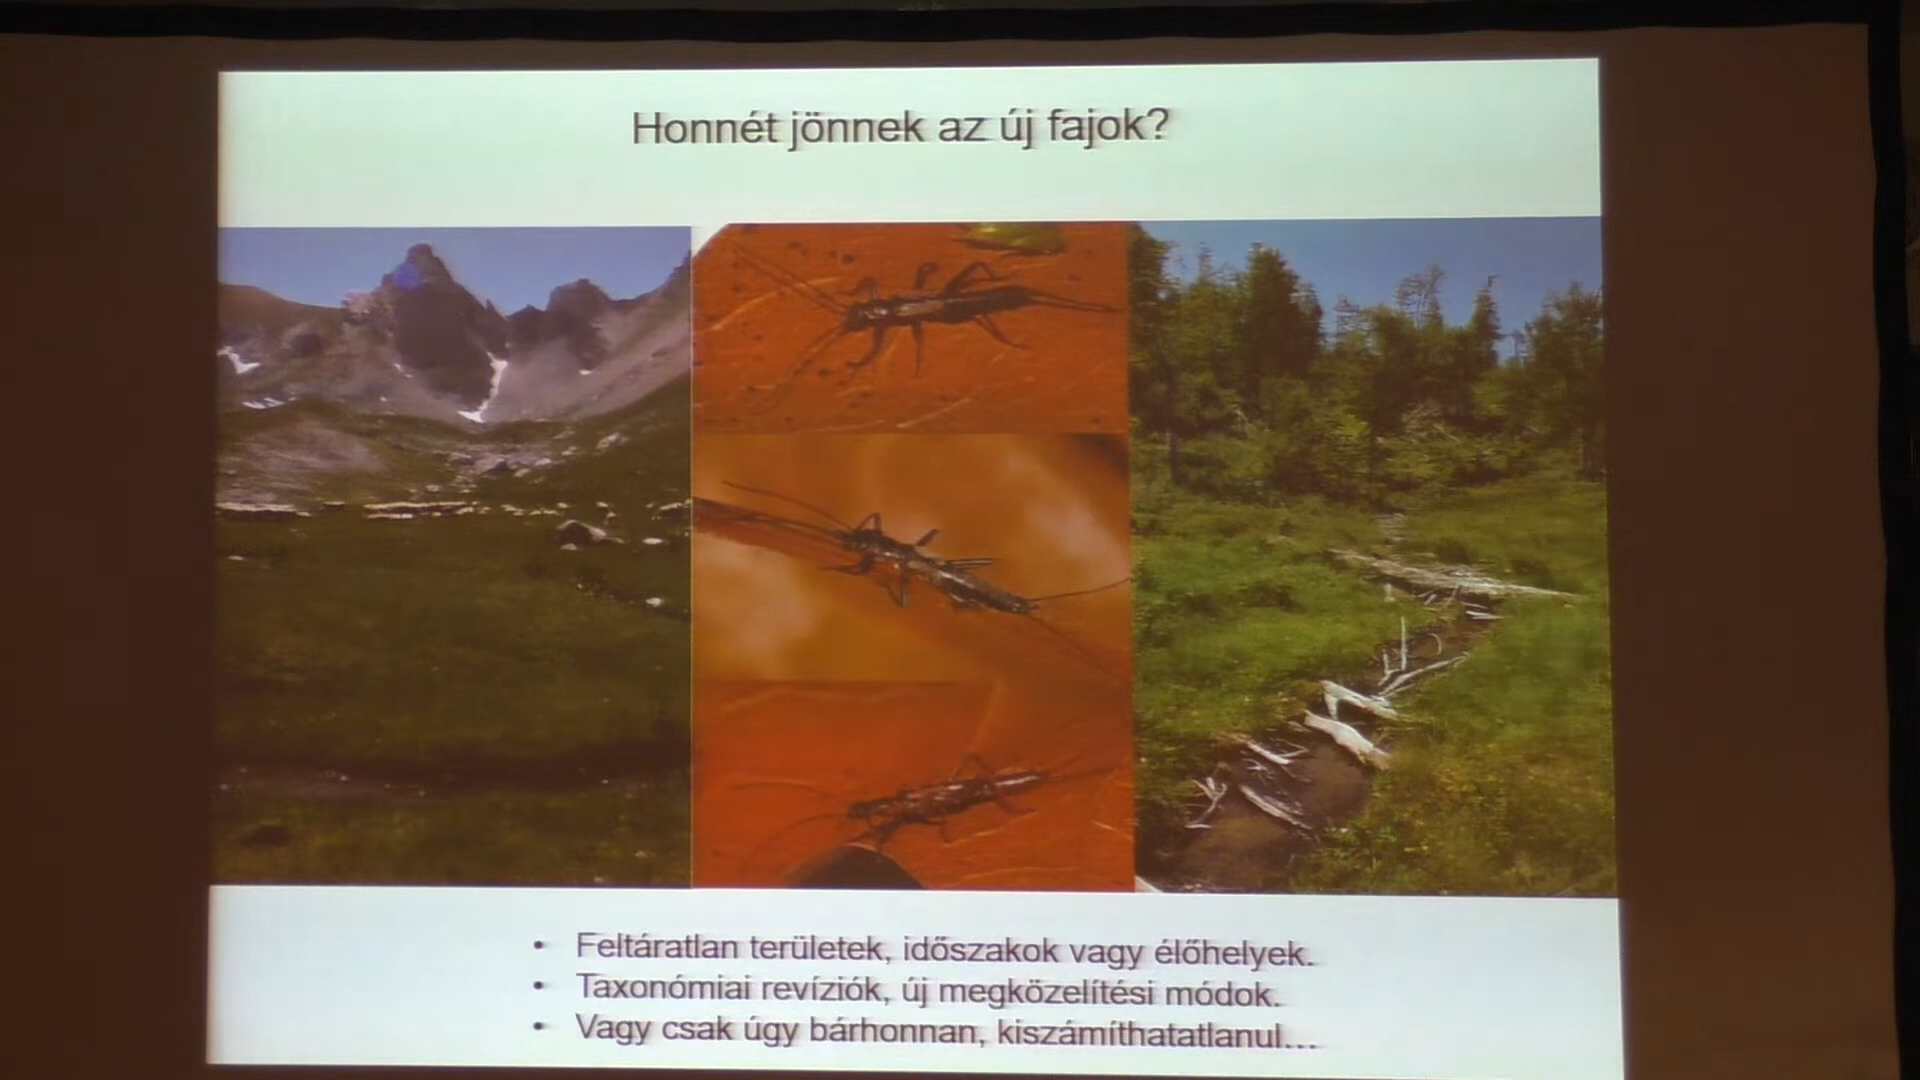 Honnét jönnek az új fajok?
• Feltáratlan területek, időszakok vagy élőhelyek.
• Taxonómiai revíziók, új megközelítési módok.
• Vagy csak úgy bárhonnan, kiszámíthatatlanul...